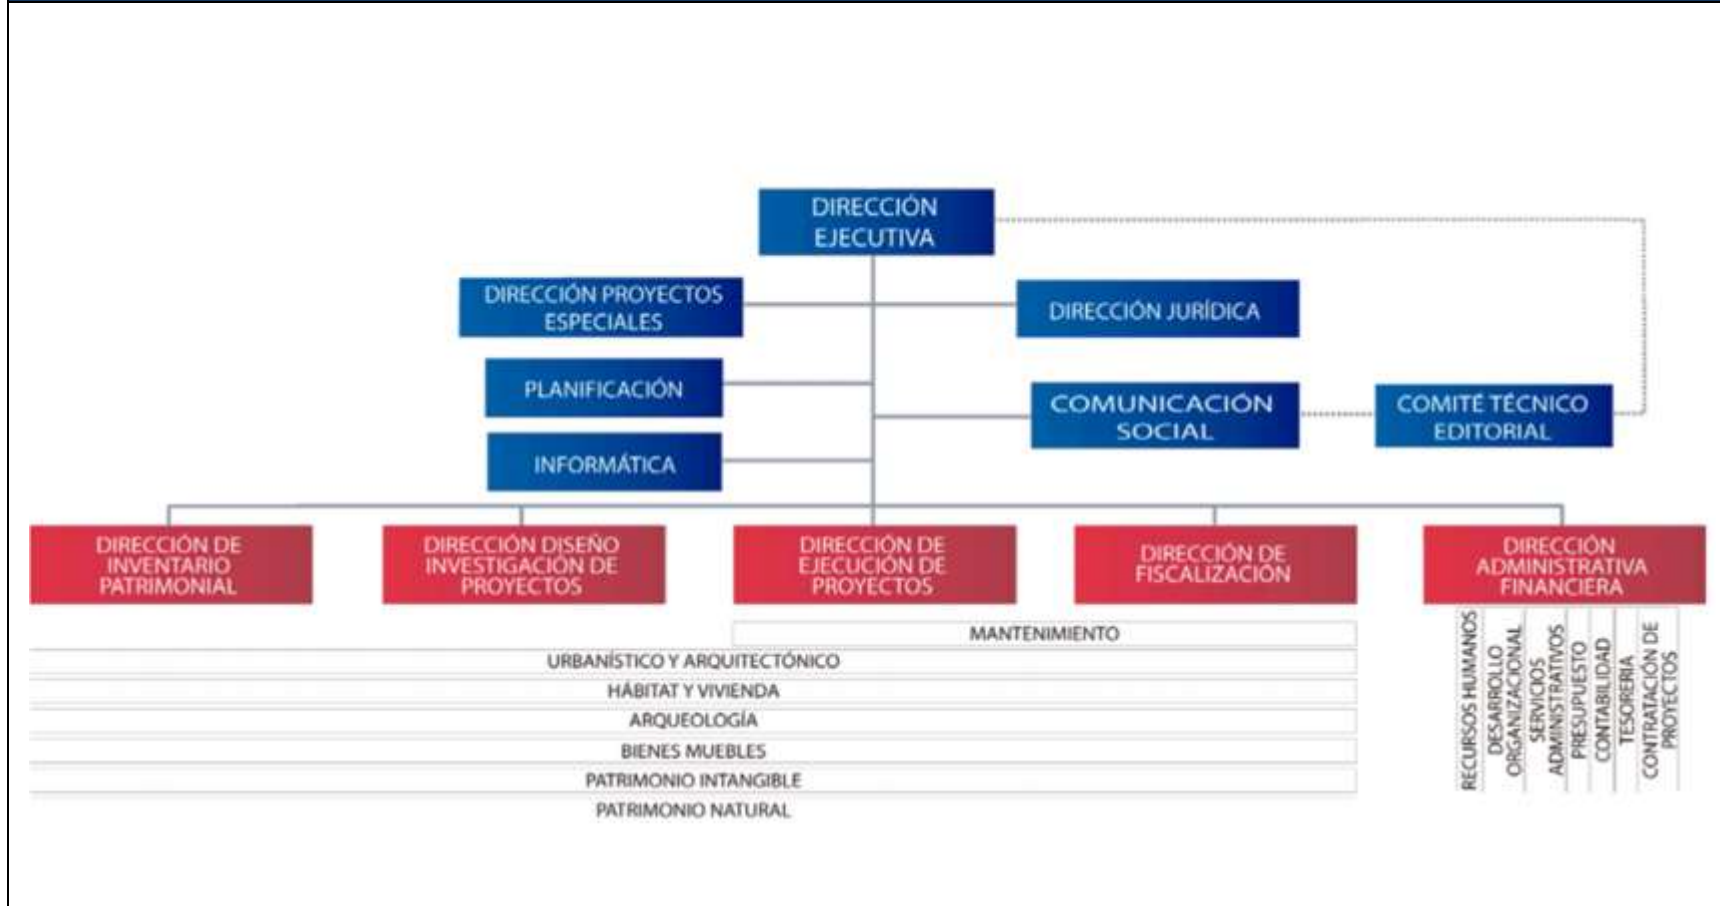 DIRECCIÓN
EJECUTIVA
DIRECCIÓN PROYECTOS
ESPECIALES
DIRECCIÓN JURÍDICA
PLANIFICACIÓN
COMUNICACIÓN
SOCIAL
COMITÉ TÉCNICO
EDITORIAL
INFORMÁTICA
DIRECCIÓN DE
INVENTARIO
PATRIMONIAL
DIRECCIÓN DISEÑO
INVESTIGACIÓN DE
PROYECTOS
DIRECCIÓN DE
EJECUCIÓN DE
PROYECTOS
DIRECCIÓN DE
FISCALIZACIÓN
DIRECCIÓN
ADMINISTRATIVA
FINANCIERA
MANTENIMIENTO
URBANÍSTICO Y ARQUITECTÓNICO
HÁBITAT Y VIVIENDA
ARQUEOLOGÍA
BIENES MUEBLES
PATRIMONIO INTANGIBLE
PATRIMONIO NATURAL
RECURSOS HUMANOS
DESARROLLO
ORGANIZACIONAL
SERVICIOS
ADMINISTRATIVOS
PRESUPUESTO
CONTABILIDAD
TESORERIA
CONTRATACIÓN DE
PROYECTOS